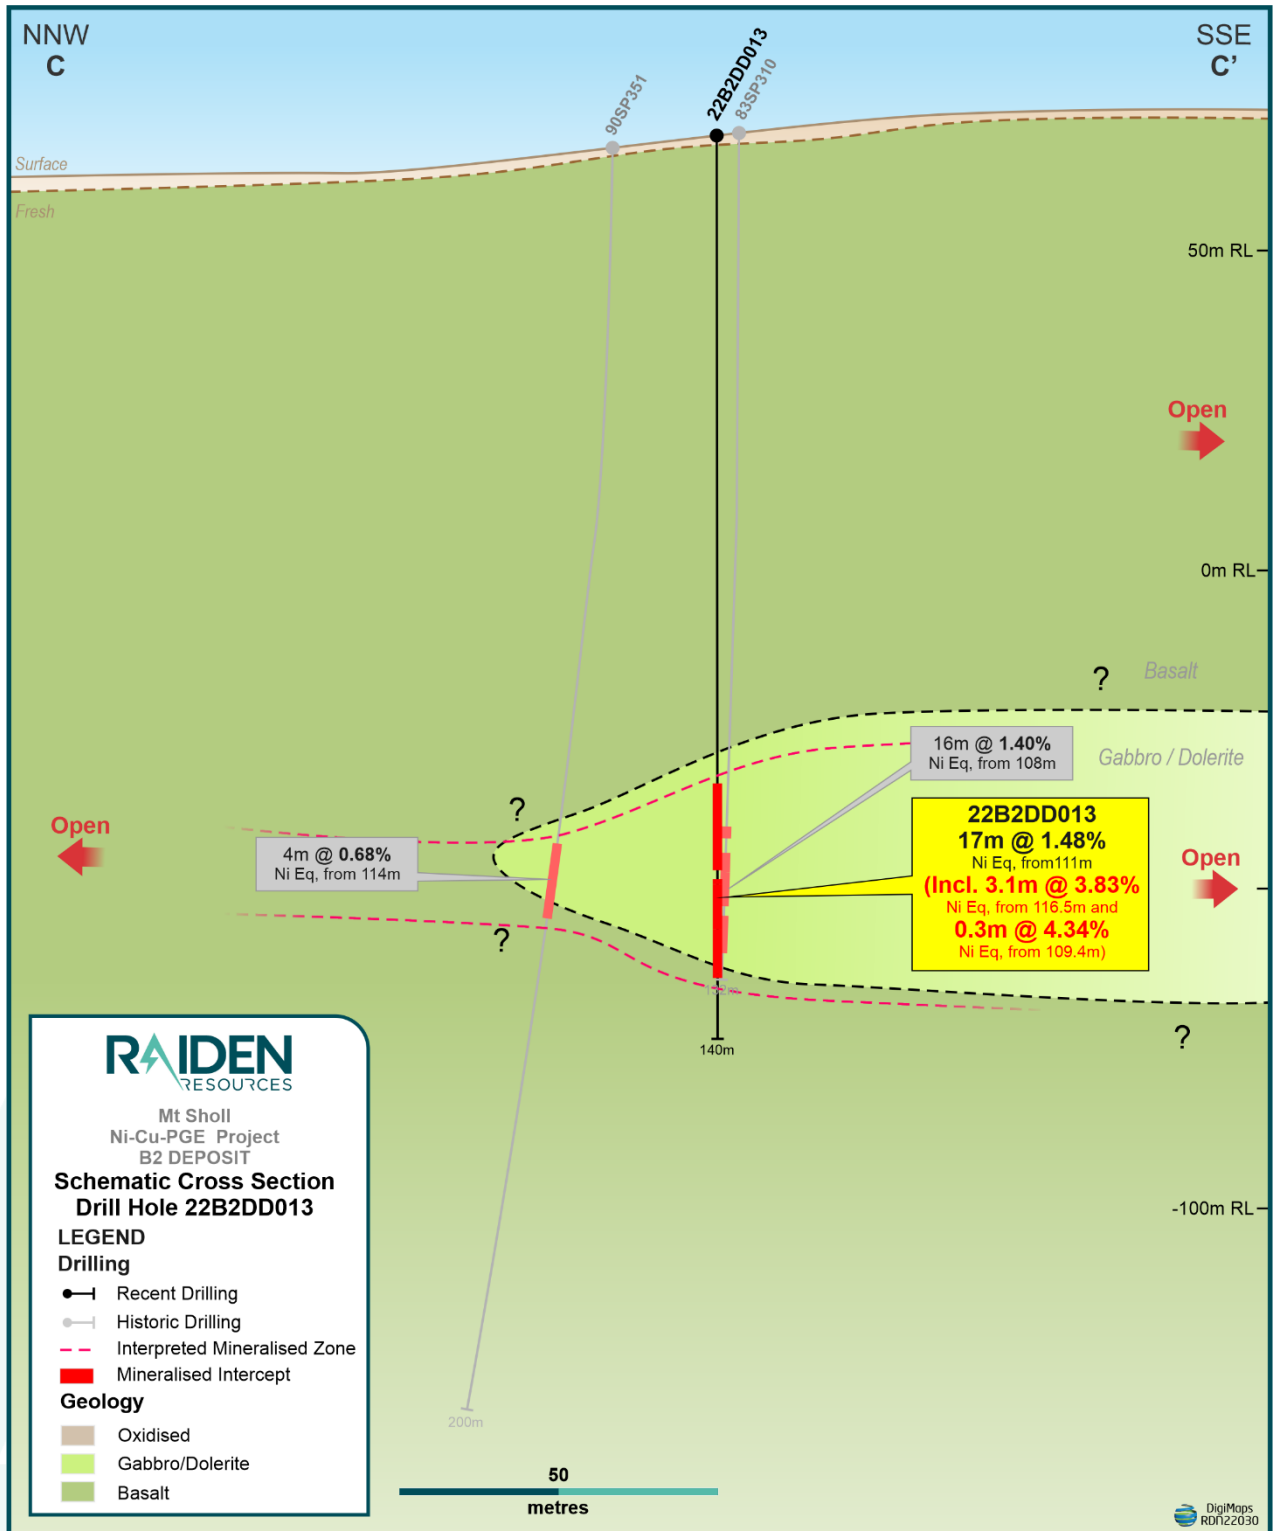 NNW
C
SSE
C'
90SP351
22B2DD013
83SP310
Surface
Fresh
50m RL
Open
0m RL
?
Basalt
16m @ 1.40%
Ni Eq, from 108m
Gabbro / Dolerite
?
Open
4m @ 0.68%
Ni Eq, from 114m
22B2DD013
17m @ 1.48%
Ni Eq, from111m
(Incl. 3.1m @ 3.83%
Ni Eq, from 116.5m and
0.3m @ 4.34%
Ni Eq, from 109.4m)
Open
?
?
140m
-100m RL
RAIDEN
RESOURCES
Mt Sholl
Ni-Cu-PGE Project
B2 DEPOSIT
Schematic Cross Section
Drill Hole 22B2DD013
LEGEND
Drilling
Recent Drilling
Historic Drilling
Interpreted Mineralised Zone
Mineralised Intercept
Geology
Oxidised
Gabbro/Dolerite
Basalt
200m
50
metres
DigiMaps
RDN22030